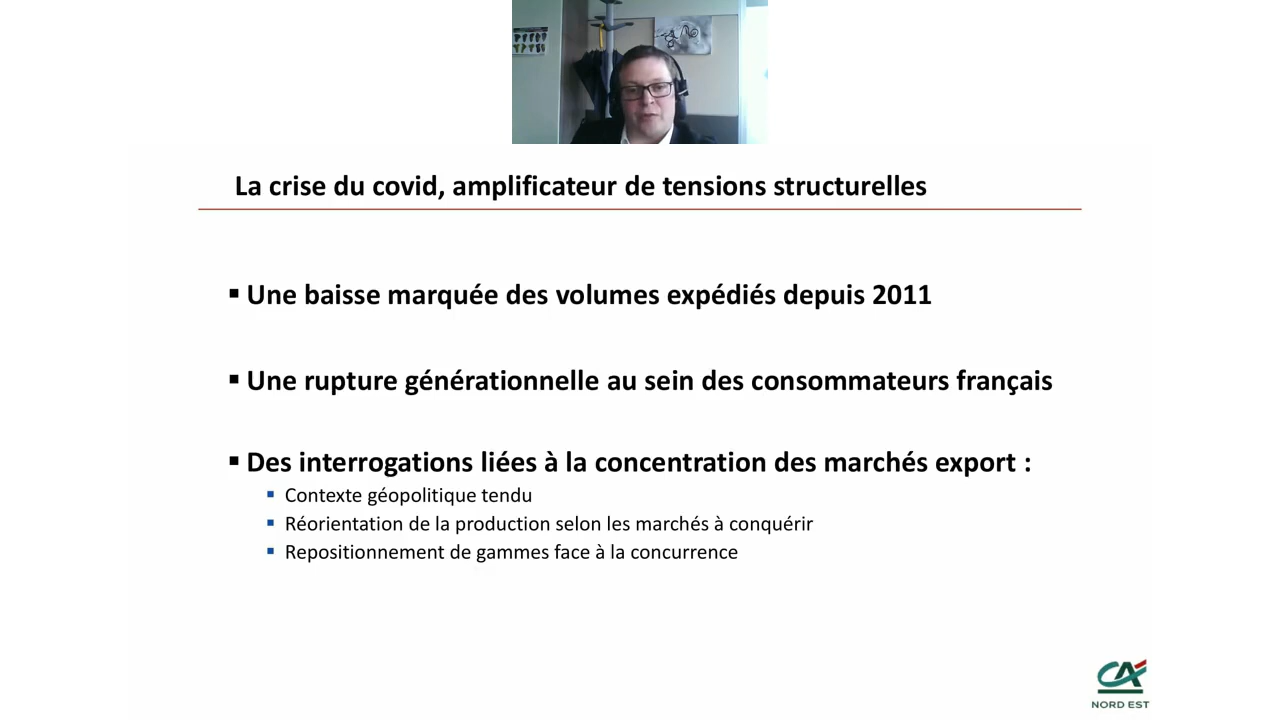 La crise du covid, amplificateur de tensions structurelles
▪ Une baisse marquée des volumes expédiés depuis 2011
▪ Une rupture générationnelle au sein des consommateurs français
▪ Des interrogations liées à la concentration des marchés export :
▪ Contexte géopolitique tendu
▪ Réorientation de la production selon les marchés à conquérir
▪ Repositionnement de gammes face à la concurrence
CA
NORD EST